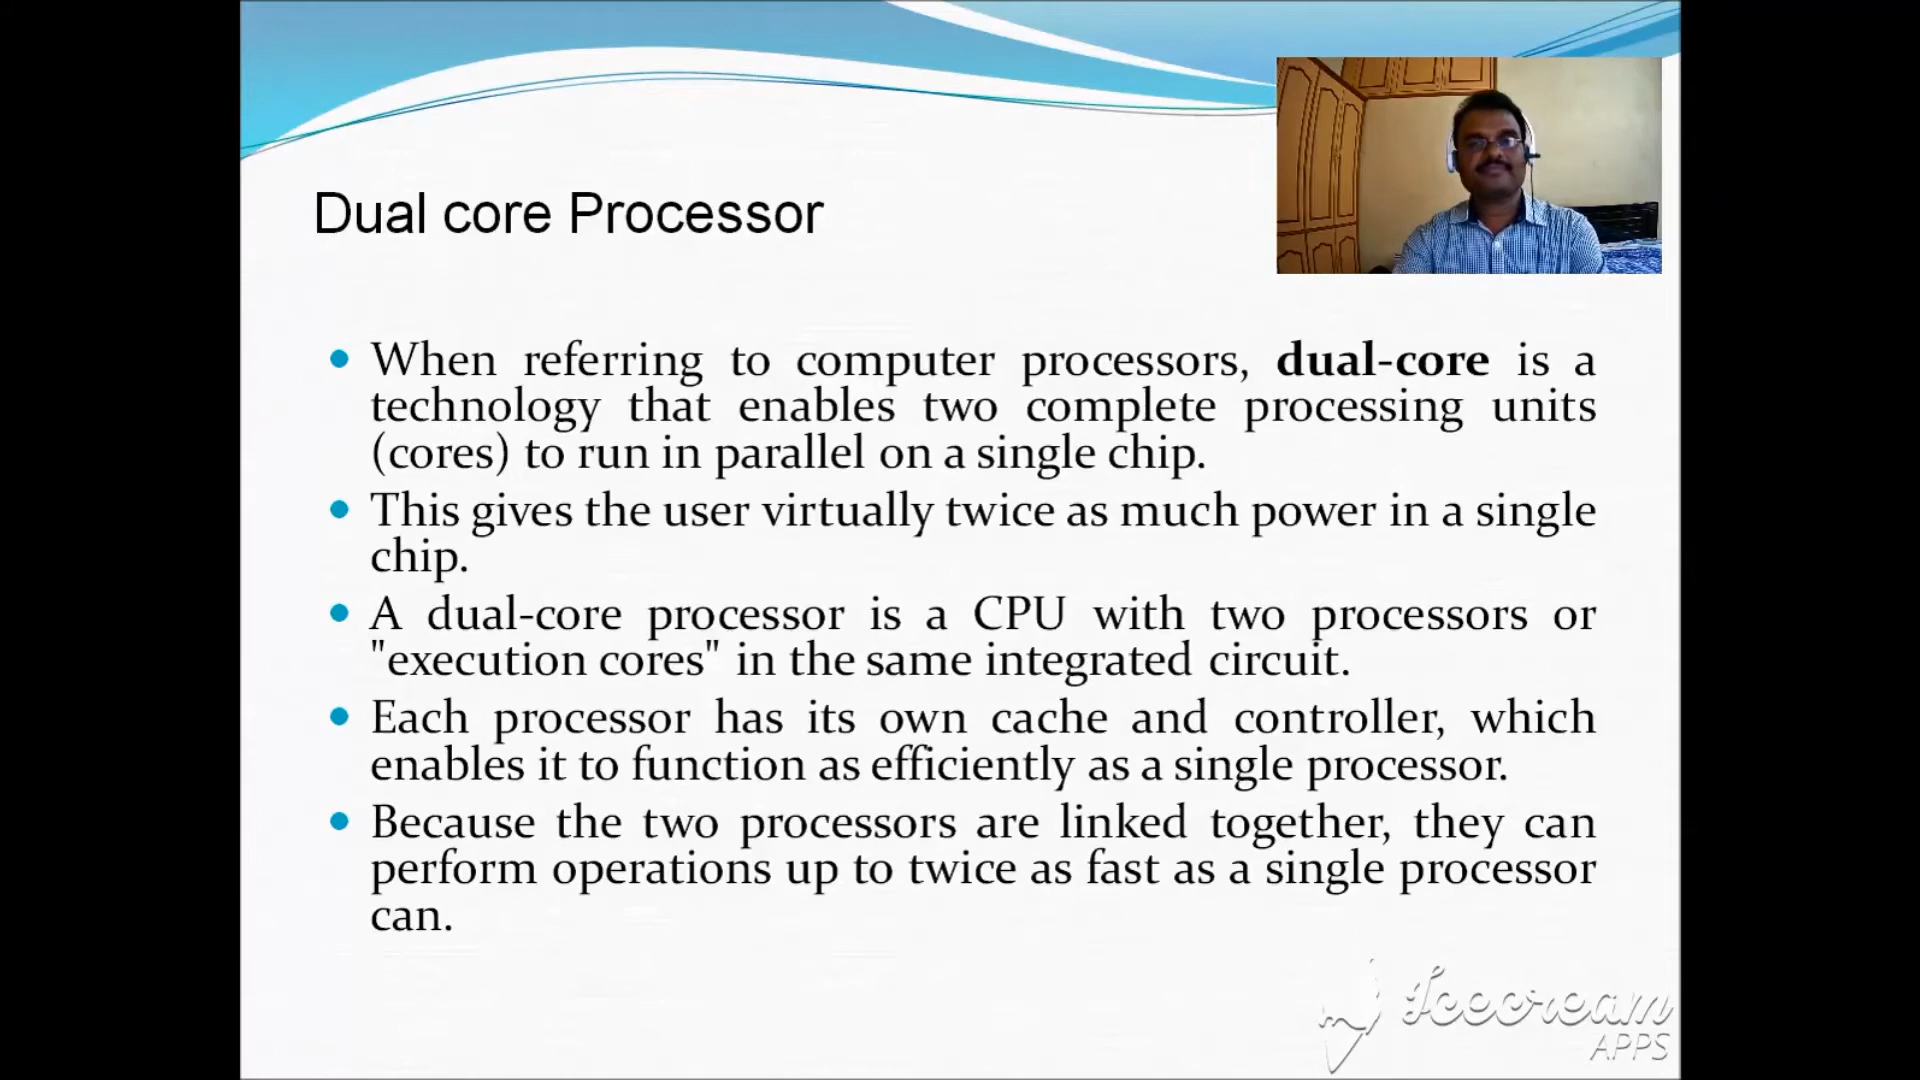 Dual core Processor
When referring to computer processors, dual-core is a
technology that enables two complete processing units
(cores) to run in parallel on a single chip.
This gives the user virtually twice as much power in a single
chip.
A dual-core processor is a CPU with two processors or
"execution cores" in the same integrated circuit.
Each processor has its own cache and controller, which
enables it to function as efficiently as a single processor.
Because the two processors are linked together, they can
perform operations up to twice as fast as a single processor
can.
Icecream
APPS